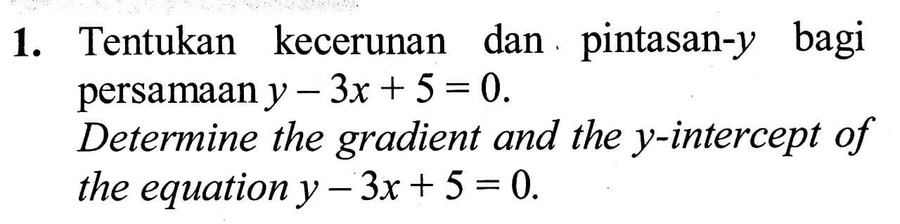 1. Tentukan kecerunan dan pintasan-y bagi
persamaan y – 3x + 5 = 0.
Determine the gradient and the y-intercept of
the equation y – 3x + 5 = 0.